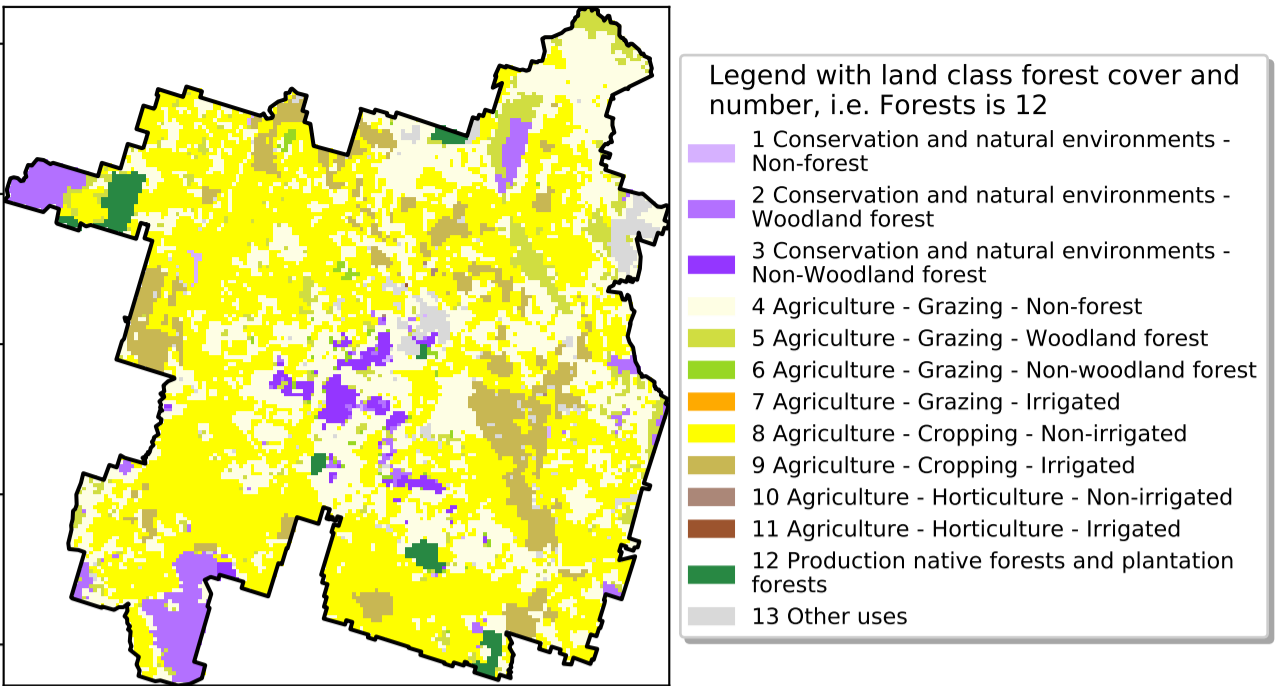 Legend with land class forest cover and
number, i.e. Forests is 12
1 Conservation and natural environments -
Non-forest
2 Conservation and natural environments -
Woodland forest
3 Conservation and natural environments -
Non-Woodland forest
4 Agriculture - Grazing - Non-forest
5 Agriculture - Grazing - Woodland forest
6 Agriculture - Grazing - Non-woodland forest
7 Agriculture - Grazing - Irrigated
8 Agriculture - Cropping - Non-irrigated
9 Agriculture - Cropping - Irrigated
10 Agriculture - Horticulture - Non-irrigated
11 Agriculture - Horticulture - Irrigated
12 Production native forests and plantation
forests
13 Other uses